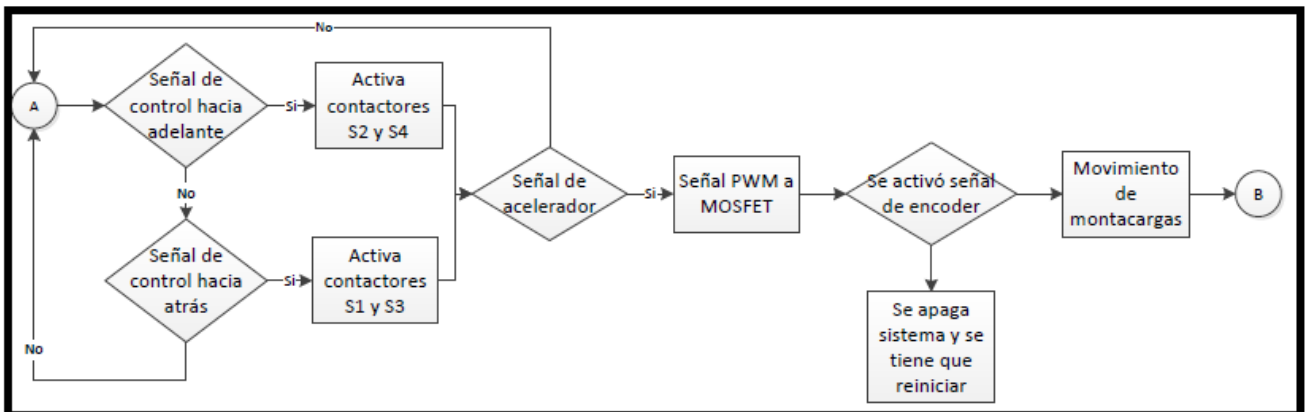 No
A
Señal de
control hacia
adelante
Si
Activa
contactores
S2 y S4
No
Señal de
control hacia
atrás
Si
Activa
contactores
S1 y S3
No
Señal de
acelerador
Si
Señal PWM a
MOSFET
Se activó señal
de encoder
Movimiento
de
montacargas
B
Se apaga
sistema y se
tiene que
reiniciar